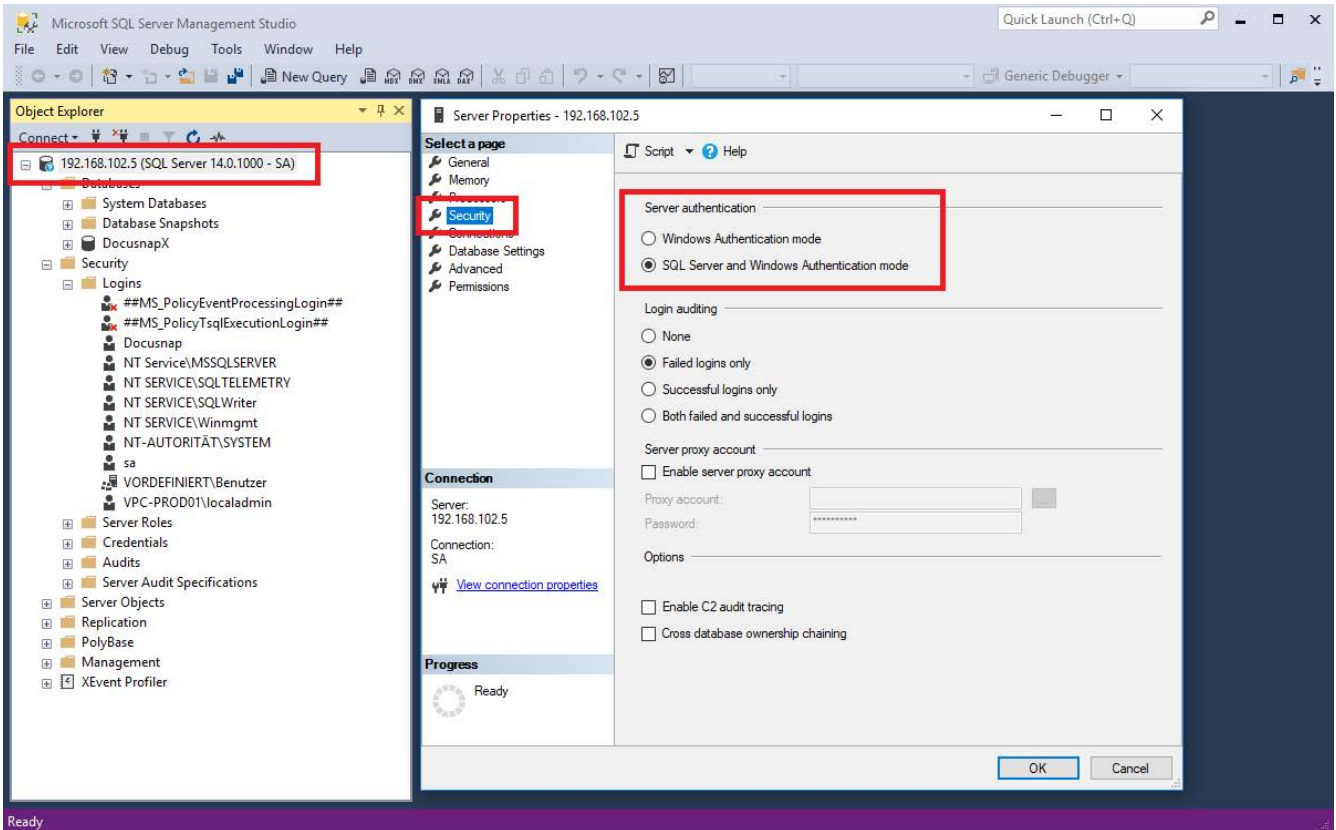 Microsoft SQL Server Management Studio
Quick Launch (Ctrl+Q)
File Edit View Debug Tools Window Help
New Query MDX DMX XMLA DAX
Generic Debugger
Object Explorer
Connect
192.168.102.5 (SQL Server 14.0.1000 - SA)
Databases
System Databases
Database Snapshots
DocusnapX
Security
Logins
##MS_PolicyEventProcessingLogin##
##MS_PolicyTsqlExecutionLogin##
Docusnap
NT Service\MSSQLSERVER
NT SERVICE\SQLTELEMETRY
NT SERVICE\SQLWriter
NT SERVICE\Winmgmt
NT-AUTORITÄT\SYSTEM
sa
VORDEFINIERT\Benutzer
VPC-PROD01\localadmin
Server Roles
Credentials
Audits
Server Audit Specifications
Server Objects
Replication
PolyBase
Management
XEvent Profiler
Server Properties - 192.168.102.5
Select a page
General
Memory
Processors
Security
Connections
Database Settings
Advanced
Permissions
Connection
Server:
192.168.102.5
Connection:
SA
View connection properties
Progress
Ready
Script Help
Server authentication
Windows Authentication mode
SQL Server and Windows Authentication mode
Login auditing
None
Failed logins only
Successful logins only
Both failed and successful logins
Server proxy account
Enable server proxy account
Proxy account:
...
Password:
**********
Options
Enable C2 audit tracing
Cross database ownership chaining
OK Cancel
Ready